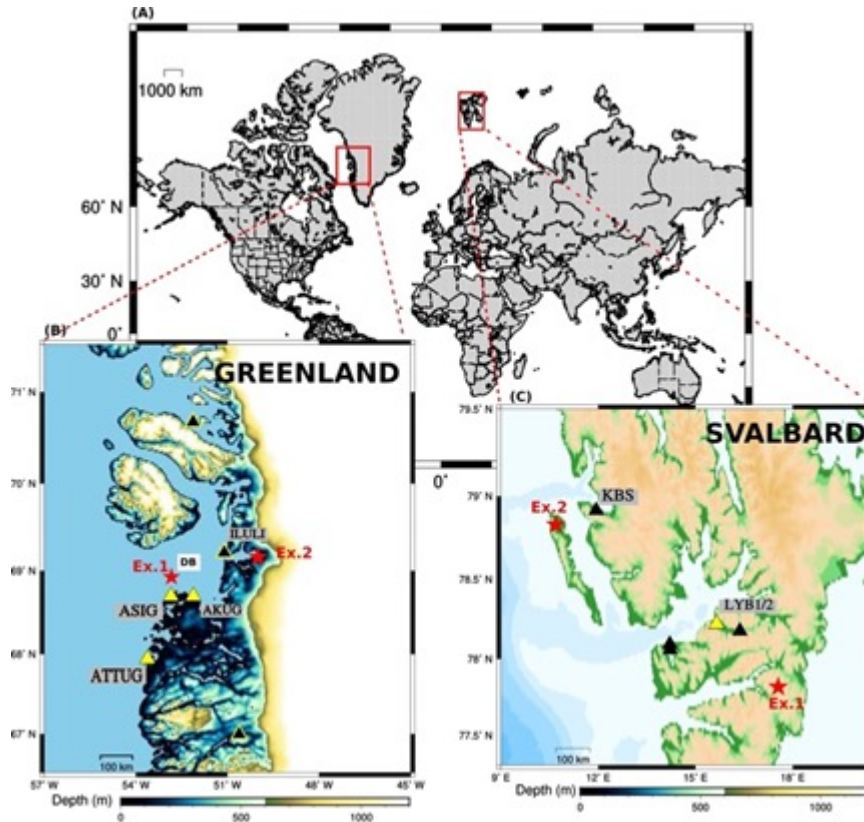 (A)
1000 km
60° N
30° N
0°
0°
(B)
GREENLAND
71° N
70° N
69° N
68° N
67° N
ILULI
Ex.2
DB
Ex.1
ASIG
AKUG
ATTUG
100 km
57° W
54° W
51° W
48° W
45° W
Depth (m)
0
500
1000
(C)
SVALBARD
79.5° N
79° N
78.5° N
78° N
77.5° N
KBS
Ex.2
LYB1/2
Ex.1
100 km
9° E
12° E
15° E
18° E
Depth (m)
0
500
1000